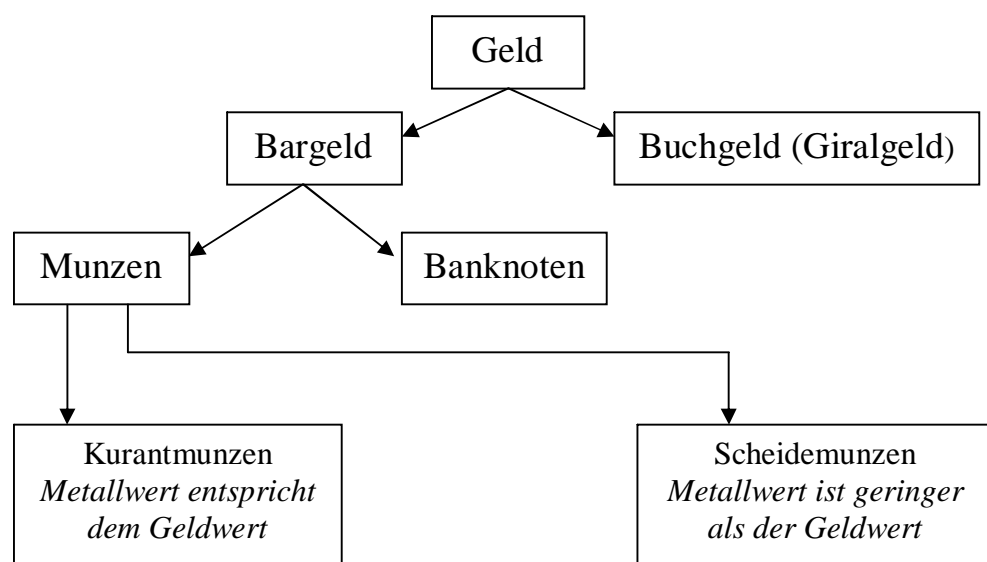 Geld
Bargeld
Buchgeld (Giralgeld)
Munzen
Banknoten
Kurantmunzen
Metallwert entspricht
dem Geldwert
Scheidemunzen
Metallwert ist geringer
als der Geldwert